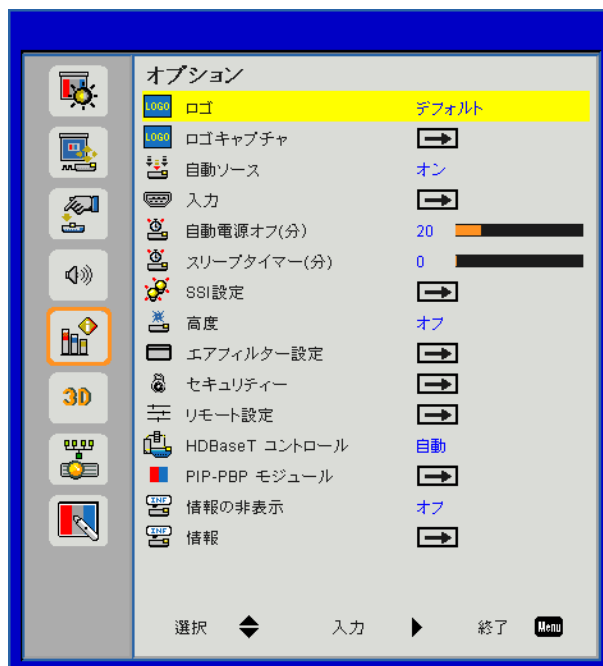 オプション
LOGO ロゴ デフォルト
LOGO ロゴキャプチャ
自動ソース オン
入力
自動電源オフ(分) 20
スリープタイマー(分) 0
SSI設定
高度 オフ
エアフィルター設定
セキュリティー
リモート設定
3D
HDBaseT コントロール 自動
PIP-PBP モジュール
INF 情報の非表示 オフ
INF 情報
選択 入力 終了 Menu